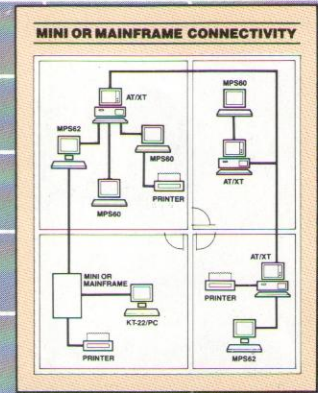 MINI OR MAINFRAME CONNECTIVITY
AT/XT
MPS62
MPS60
MPS60
PRINTER
MPS60
AT/XT
MINI OR
MAINFRAME
KT-22/PC
PRINTER
AT/XT
PRINTER
MPS62